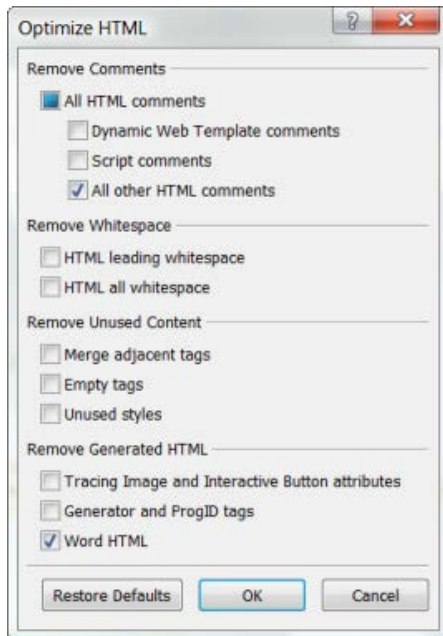 Optimize HTML
Remove Comments
All HTML comments
Dynamic Web Template comments
Script comments
All other HTML comments
Remove Whitespace
HTML leading whitespace
HTML all whitespace
Remove Unused Content
Merge adjacent tags
Empty tags
Unused styles
Remove Generated HTML
Tracing Image and Interactive Button attributes
Generator and ProgID tags
Word HTML
Restore Defaults OK Cancel